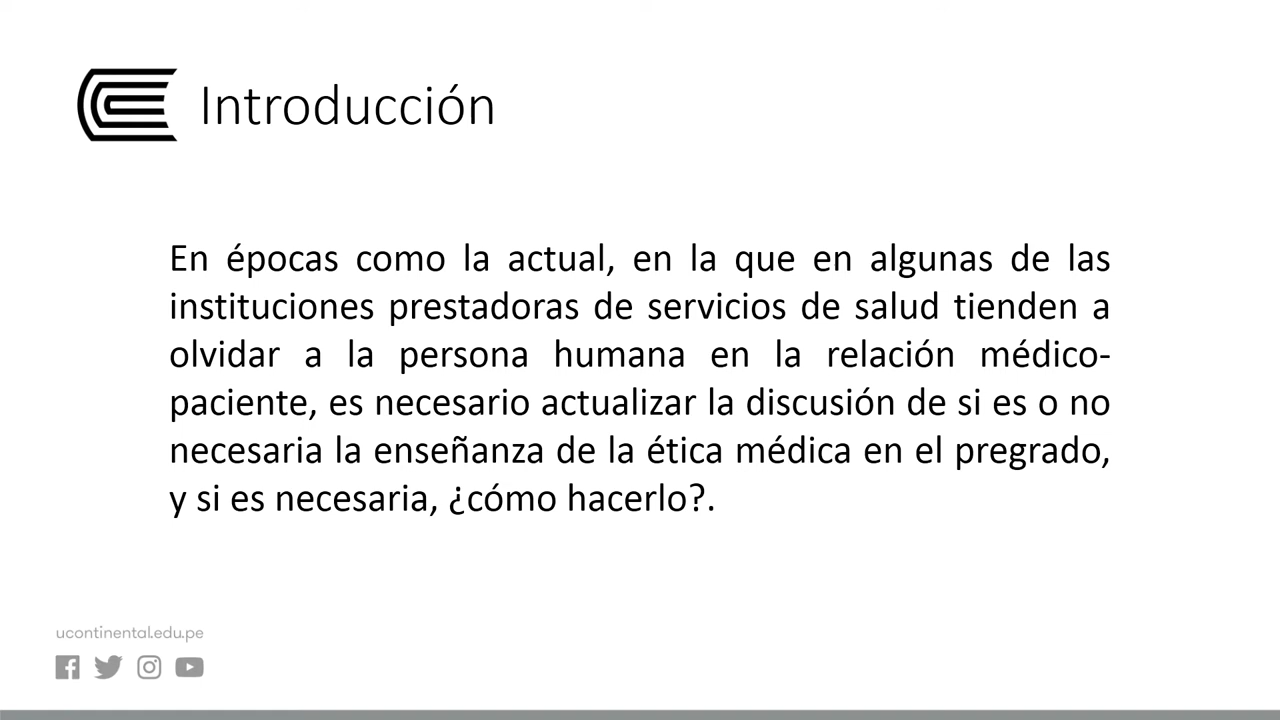 Introducción
En épocas como la actual, en la que en algunas de las
instituciones prestadoras de servicios de salud tienden a
olvidar a la persona humana en la relación médico-
paciente, es necesario actualizar la discusión de si es o no
necesaria la enseñanza de la ética médica en el pregrado,
y si es necesaria, ¿cómo hacerlo?.
ucontinental.edu.pe